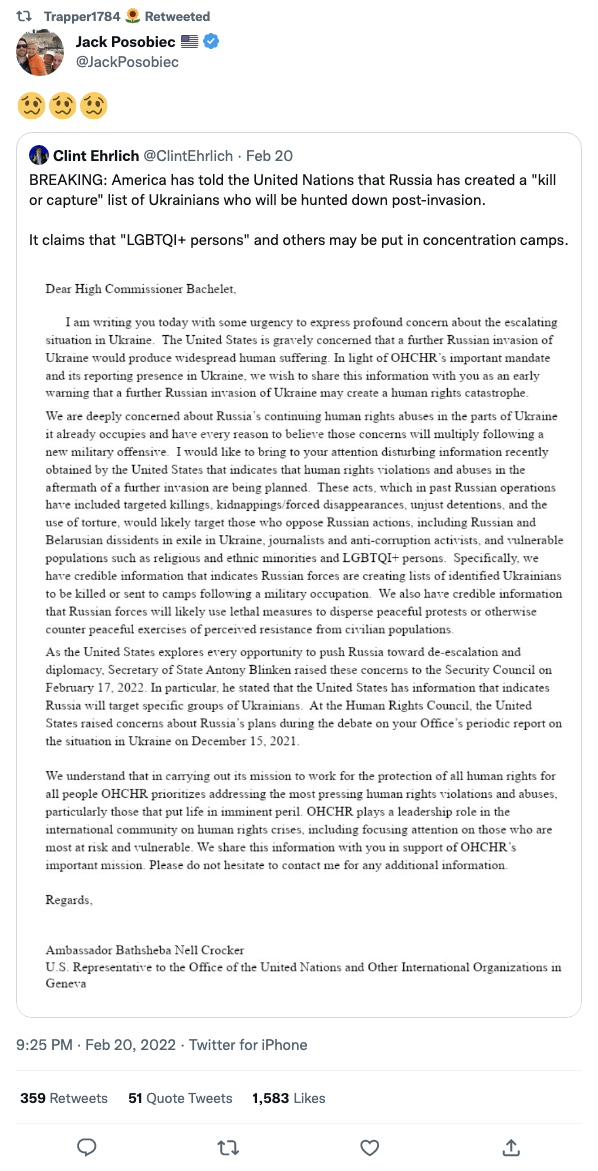 Trapper1784 🌻 Retweeted
Jack Posobiec 🇺🇸
@JackPosobiec
🥴🥴🥴
Clint Ehrlich @ClintEhrlich · Feb 20
BREAKING: America has told the United Nations that Russia has created a "kill
or capture" list of Ukrainians who will be hunted down post-invasion.
It claims that "LGBTQI+ persons" and others may be put in concentration camps.
Dear High Commissioner Bachelet,
I am writing you today with some urgency to express profound concern about the escalating
situation in Ukraine. The United States is gravely concerned that a further Russian invasion of
Ukraine would produce widespread human suffering. In light of OHCHR's important mandate
and its reporting presence in Ukraine, we wish to share this information with you as an early
warning that a further Russian invasion of Ukraine may create a human rights catastrophe.
We are deeply concerned about Russia's continuing human rights abuses in the parts of Ukraine
it already occupies and have every reason to believe those concerns will multiply following a
new military offensive. I would like to bring to your attention disturbing information recently
obtained by the United States that indicates that human rights violations and abuses in the
aftermath of a further invasion are being planned. These acts, which in past Russian operations
have included targeted killings, kidnappings/forced disappearances, unjust detentions, and the
use of torture, would likely target those who oppose Russian actions, including Russian and
Belarusian dissidents in exile in Ukraine, journalists and anti-corruption activists, and vulnerable
populations such as religious and ethnic minorities and LGBTQI+ persons. Specifically, we
have credible information that indicates Russian forces are creating lists of identified Ukrainians
to be killed or sent to camps following a military occupation. We also have credible information
that Russian forces will likely use lethal measures to disperse peaceful protests or otherwise
counter peaceful exercises of perceived resistance from civilian populations.
As the United States explores every opportunity to push Russia toward de-escalation and
diplomacy, Secretary of State Antony Blinken raised these concerns to the Security Council on
February 17, 2022. In particular, he stated that the United States has information that indicates
Russia will target specific groups of Ukrainians. At the Human Rights Council, the United
States raised concerns about Russia's plans during the debate on your Office's periodic report on
the situation in Ukraine on December 15, 2021.
We understand that in carrying out its mission to work for the protection of all human rights for
all people OHCHR prioritizes addressing the most pressing human rights violations and abuses,
particularly those that put life in imminent peril. OHCHR plays a leadership role in the
international community on human rights crises, including focusing attention on those who are
most at risk and vulnerable. We share this information with you in support of OHCHR's
important mission. Please do not hesitate to contact me for any additional information.
Regards,
Ambassador Bathsheba Nell Crocker
U.S. Representative to the Office of the United Nations and Other International Organizations in
Geneva
9:25 PM · Feb 20, 2022 · Twitter for iPhone
359 Retweets 51 Quote Tweets 1,583 Likes